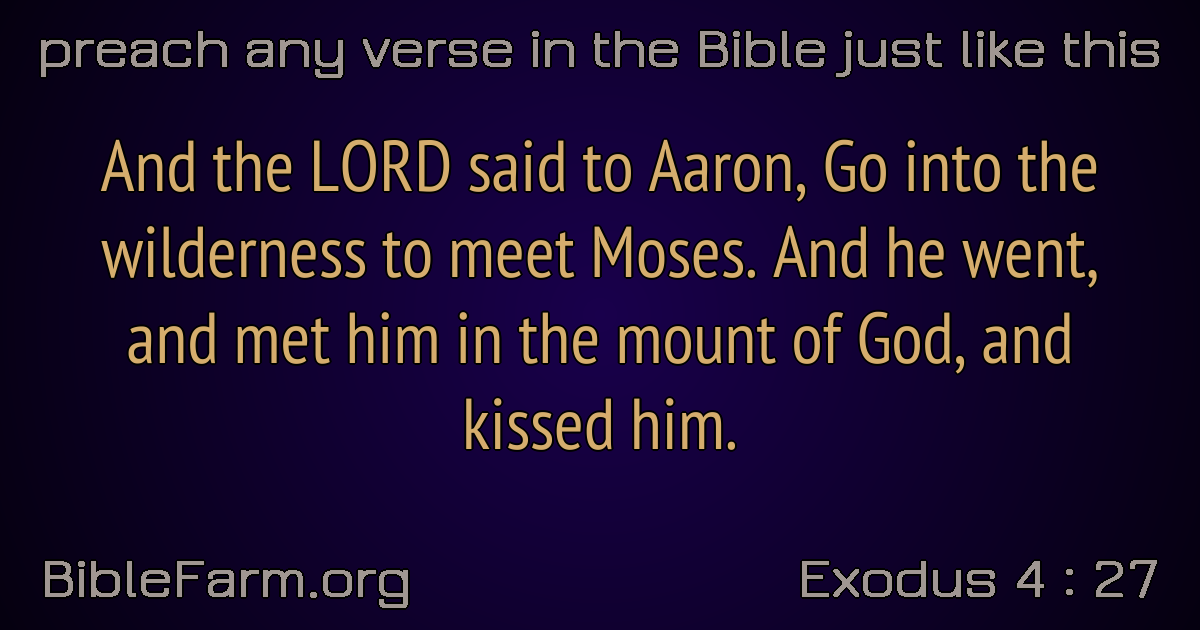 preach any verse in the Bible just like this
And the LORD said to Aaron, Go into the
wilderness to meet Moses. And he went,
and met him in the mount of God, and
kissed him.
BibleFarm.org
Exodus 4 : 27